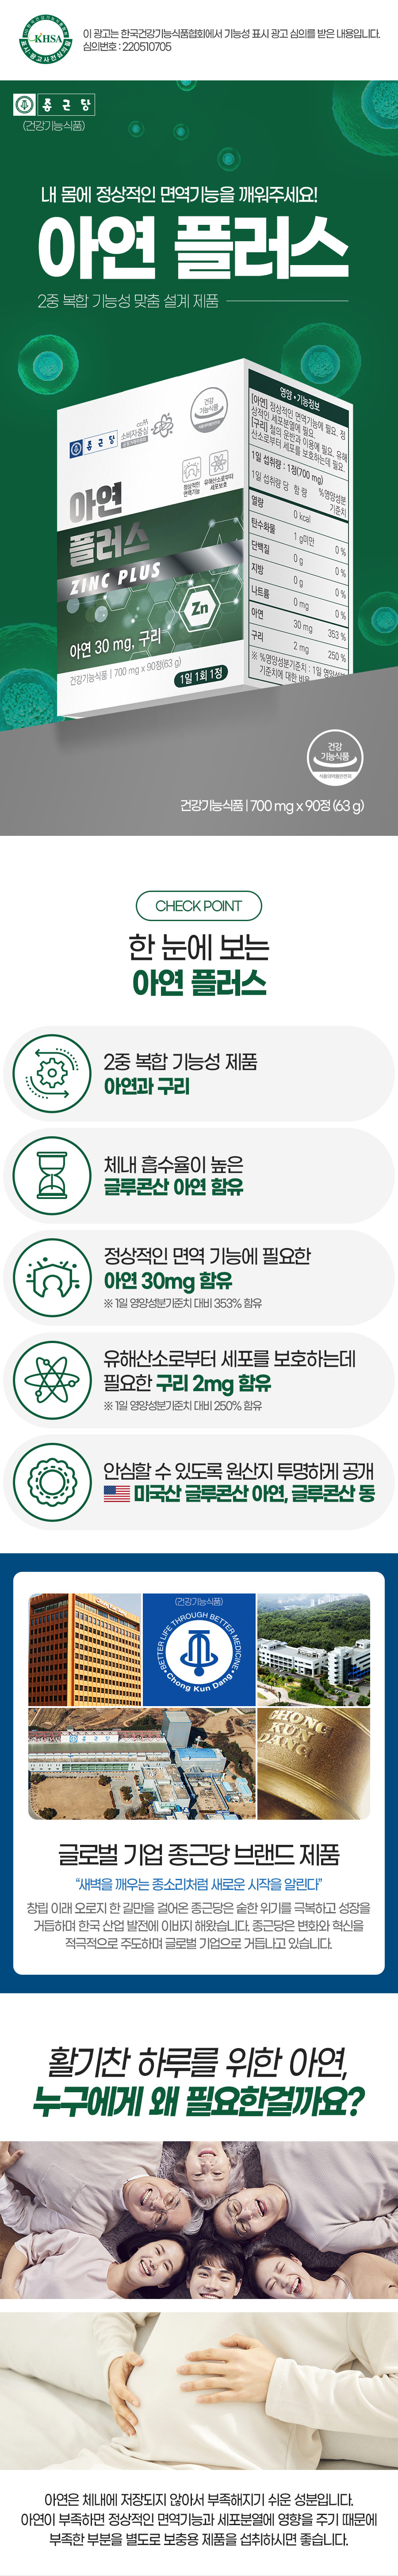 KHSA
이 광고는 한국건강기능식품협회에서 기능성 표시 광고 심의를 받은 내용입니다.
심의번호 : 220510705
종근당
(건강기능식품)
내 몸에 정상적인 면역기능을 깨워주세요!
아연 플러스
2중 복합 기능성 맞춤 설계 제품
종근당
ccm
소비자중심
건강
기능식품
정상적인
면역기능
유해산소로부터
세포보호
아연
플러스
ZINC PLUS
Zn
아연 30 mg, 구리
건강기능식품 | 700 mg x 90정(63 g)
1일 1회 1정
영양•기능정보
[아연] 정상적인 면역기능에 필요, 정
상적인 세포분열에 필요.
[구리] 철의 운반과 이용에 필요, 유해
산소로부터 세포를 보호하는데 필요
1일 섭취량 : 1정(700 mg)
1일 섭취량 당 함 량 %영양성분
기준치
열량 0 kcal
탄수화물 1 g미만 0 %
단백질 0 g 0 %
지방 0 g 0 %
나트륨 0 mg 0 %
아연 30 mg 353 %
구리 2 mg 250 %
※ %영양성분기준치 : 1일 영양성분
기준치에 대한 비율
건강
기능식품
식품의약품안전처
건강기능식품 | 700 mg x 90정 (63 g)
CHECK POINT
한 눈에 보는
아연 플러스
2중 복합 기능성 제품
아연과 구리
체내 흡수율이 높은
글루콘산 아연 함유
정상적인 면역 기능에 필요한
아연 30mg 함유
※ 1일 영양성분기준치 대비 353% 함유
유해산소로부터 세포를 보호하는데
필요한 구리 2mg 함유
※ 1일 영양성분기준치 대비 250% 함유
안심할 수 있도록 원산지 투명하게 공개
미국산 글루콘산 아연, 글루콘산 동
(건강기능식품)
BETTER LIFE THROUGH BETTER MEDICINE
Chong Kun Dang
종근당
CHONG
KUN
DANG
글로벌 기업 종근당 브랜드 제품
“새벽을 깨우는 종소리처럼 새로운 시작을 알린다”
창립 이래 오로지 한 길만을 걸어온 종근당은 숱한 위기를 극복하고 성장을
거듭하며 한국 산업 발전에 이바지 해왔습니다. 종근당은 변화와 혁신을
적극적으로 주도하며 글로벌 기업으로 거듭나고 있습니다.
활기찬 하루를 위한 아연,
누구에게 왜 필요한걸까요?
아연은 체내에 저장되지 않아서 부족해지기 쉬운 성분입니다.
아연이 부족하면 정상적인 면역기능과 세포분열에 영향을 주기 때문에
부족한 부분을 별도로 보충용 제품을 섭취하시면 좋습니다.